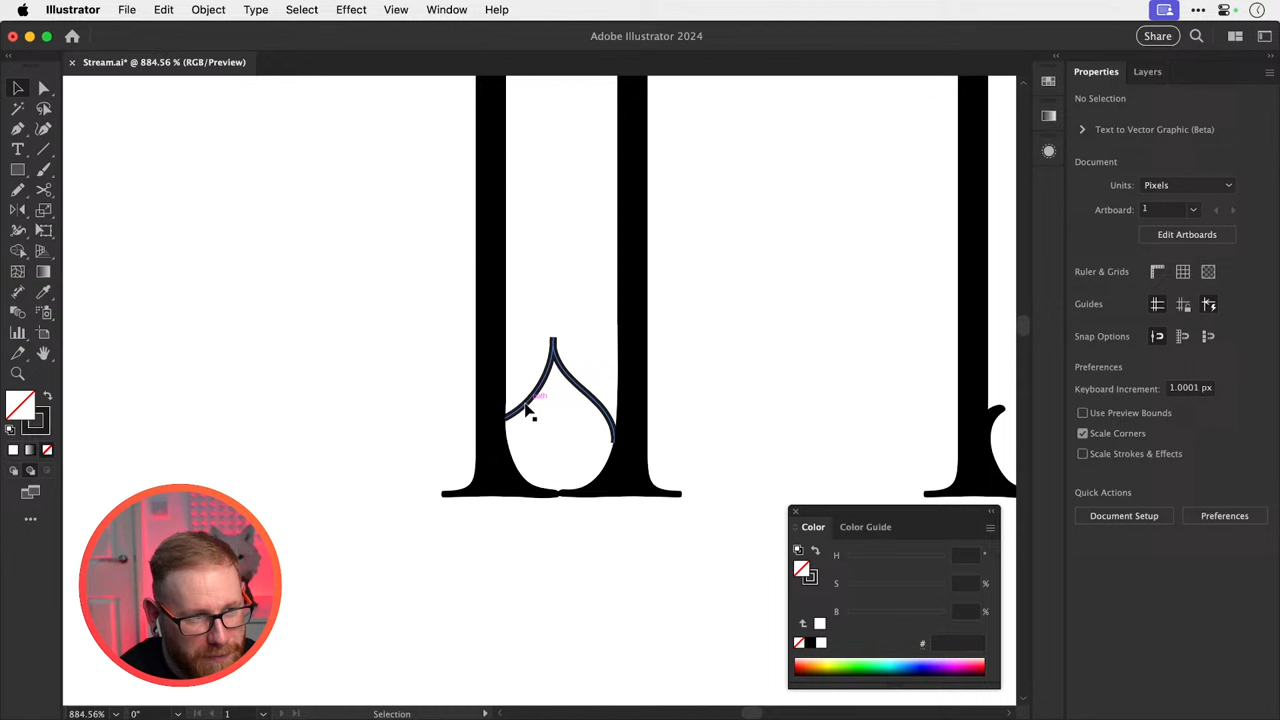 Illustrator File Edit Object Type Select Effect View Window Help
Adobe Illustrator 2024
Share
Stream.ai* @ 884.56 % (RGB/Preview)
Properties Layers
No Selection
Text to Vector Graphic (Beta)
Document
Units: Pixels
Artboard: 1
Edit Artboards
Ruler & Grids
Guides
Snap Options
Preferences
Keyboard Increment: 1.0001 px
Use Preview Bounds
Scale Corners
Scale Strokes & Effects
Quick Actions
Document Setup Preferences
path
Color Color Guide
H °
S %
B %
#
884.56% 0° 1 Selection